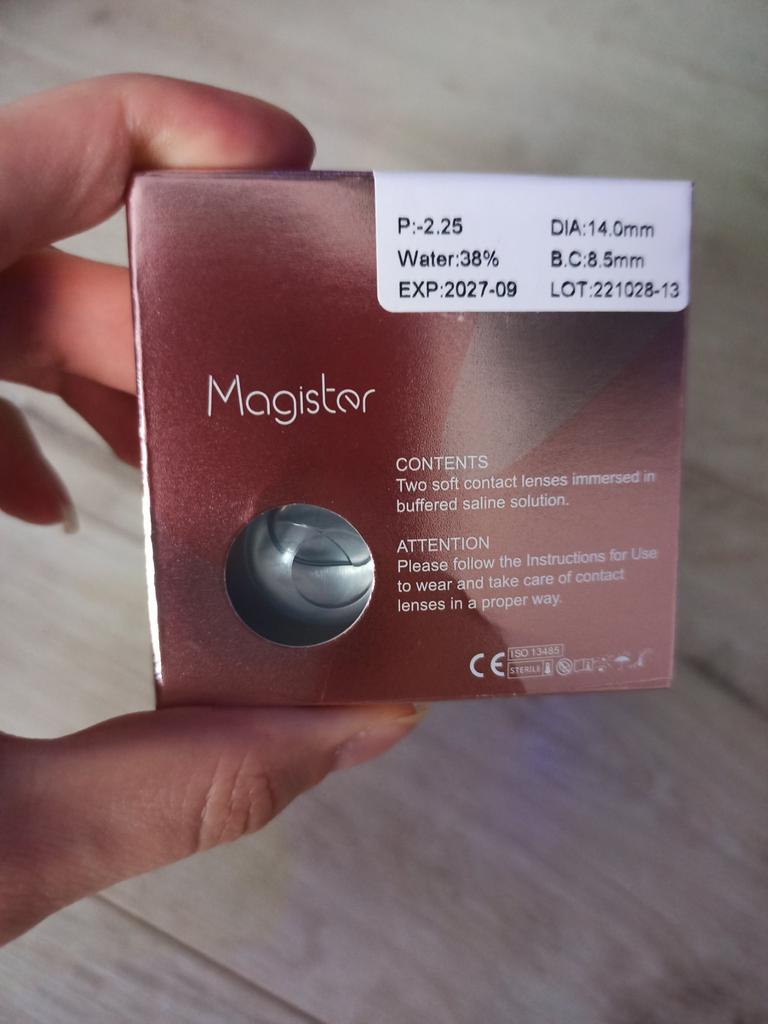 P:-2.25 DIA:14.0mm
Water:38% B.C:8.5mm
EXP:2027-09 LOT:221028-13
Magister
CONTENTS
Two soft contact lenses immersed in
buffered saline solution.
ATTENTION
Please follow the Instructions for Use
to wear and take care of contact
lenses in a proper way.
CE ISO 13485
STERILE